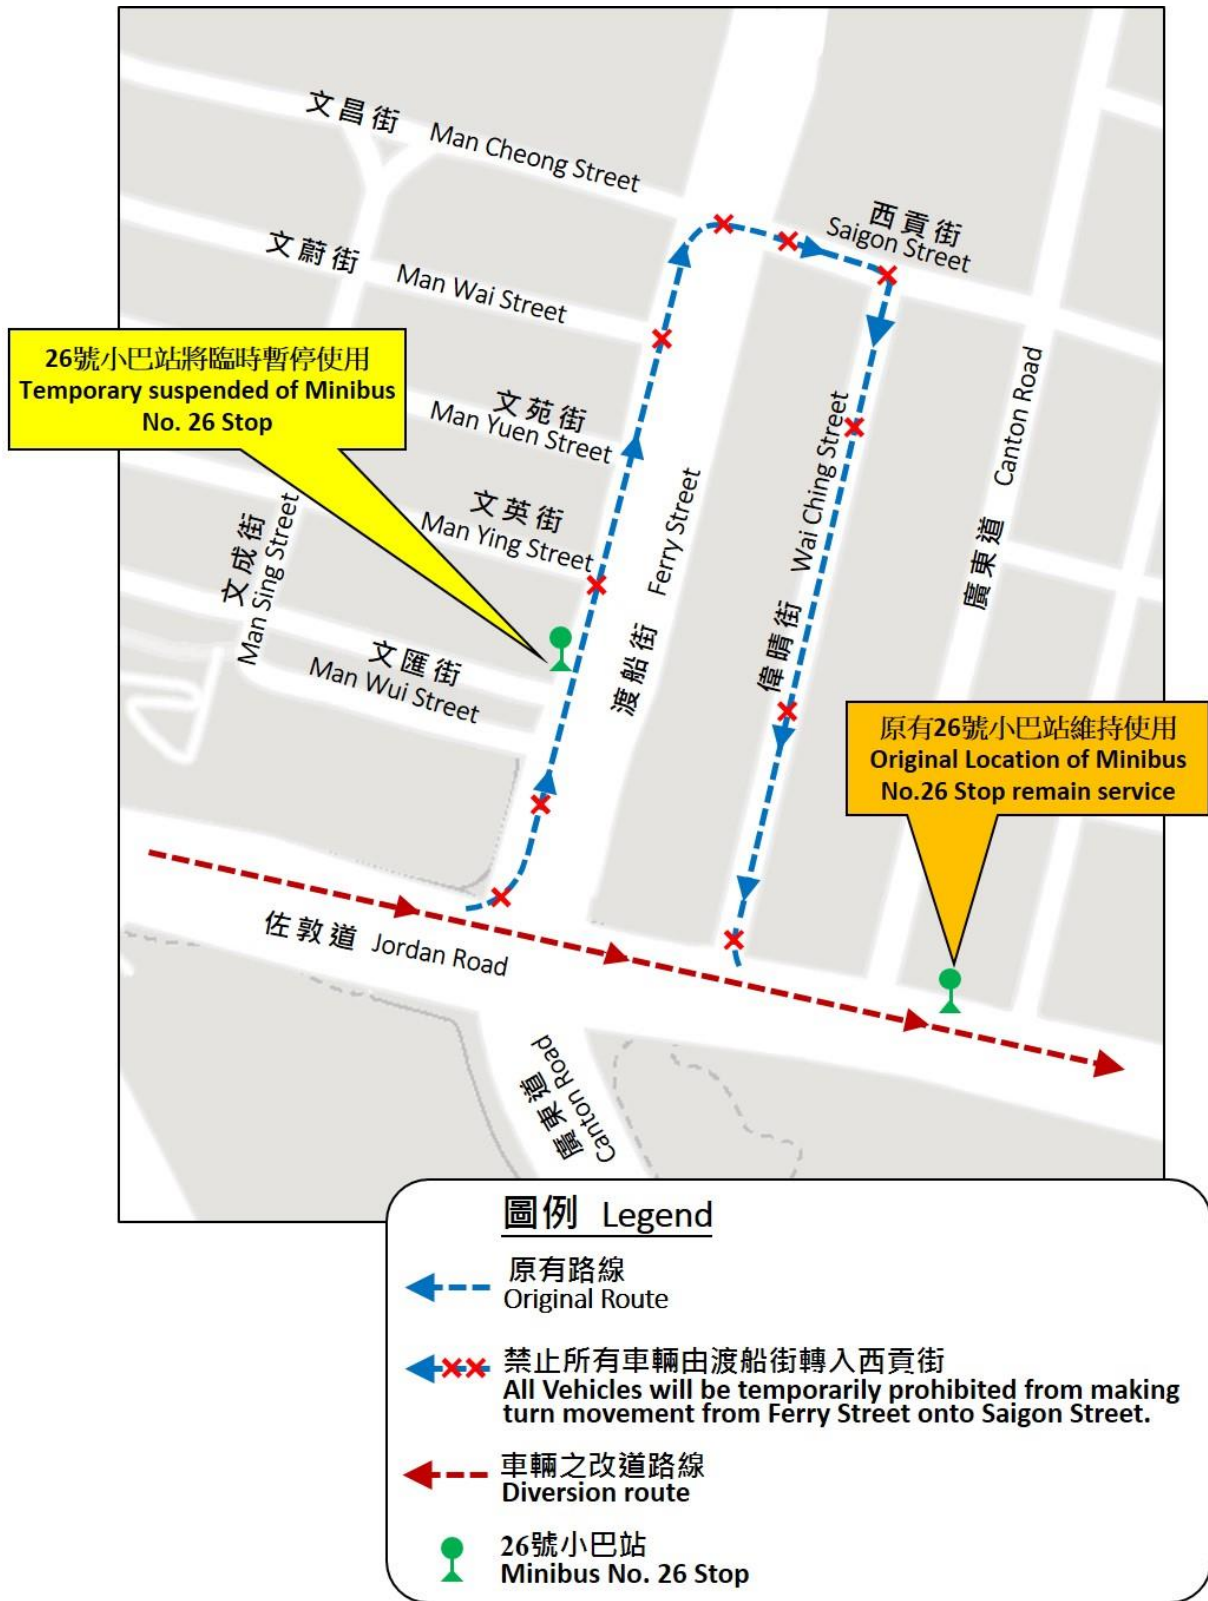 文昌街 Man Cheong Street
西貢街
Saigon Street
文蔚街 Man Wai Street
26號小巴站將臨時暫停使用
Temporary suspended of Minibus
No. 26 Stop
文苑街
Man Yuen Street
文英街
Man Ying Street
文成街
Man Sing Street
文匯街
Man Wui Street
渡船街 Ferry Street
偉晴街 Wai Ching Street
廣東道 Canton Road
原有26號小巴站維持使用
Original Location of Minibus
No.26 Stop remain service
佐敦道 Jordan Road
廣東道
Canton Road
圖例 Legend
原有路線
Original Route
禁止所有車輛由渡船街轉入西貢街
All Vehicles will be temporarily prohibited from making
turn movement from Ferry Street onto Saigon Street.
車輛之改道路線
Diversion route
26號小巴站
Minibus No. 26 Stop